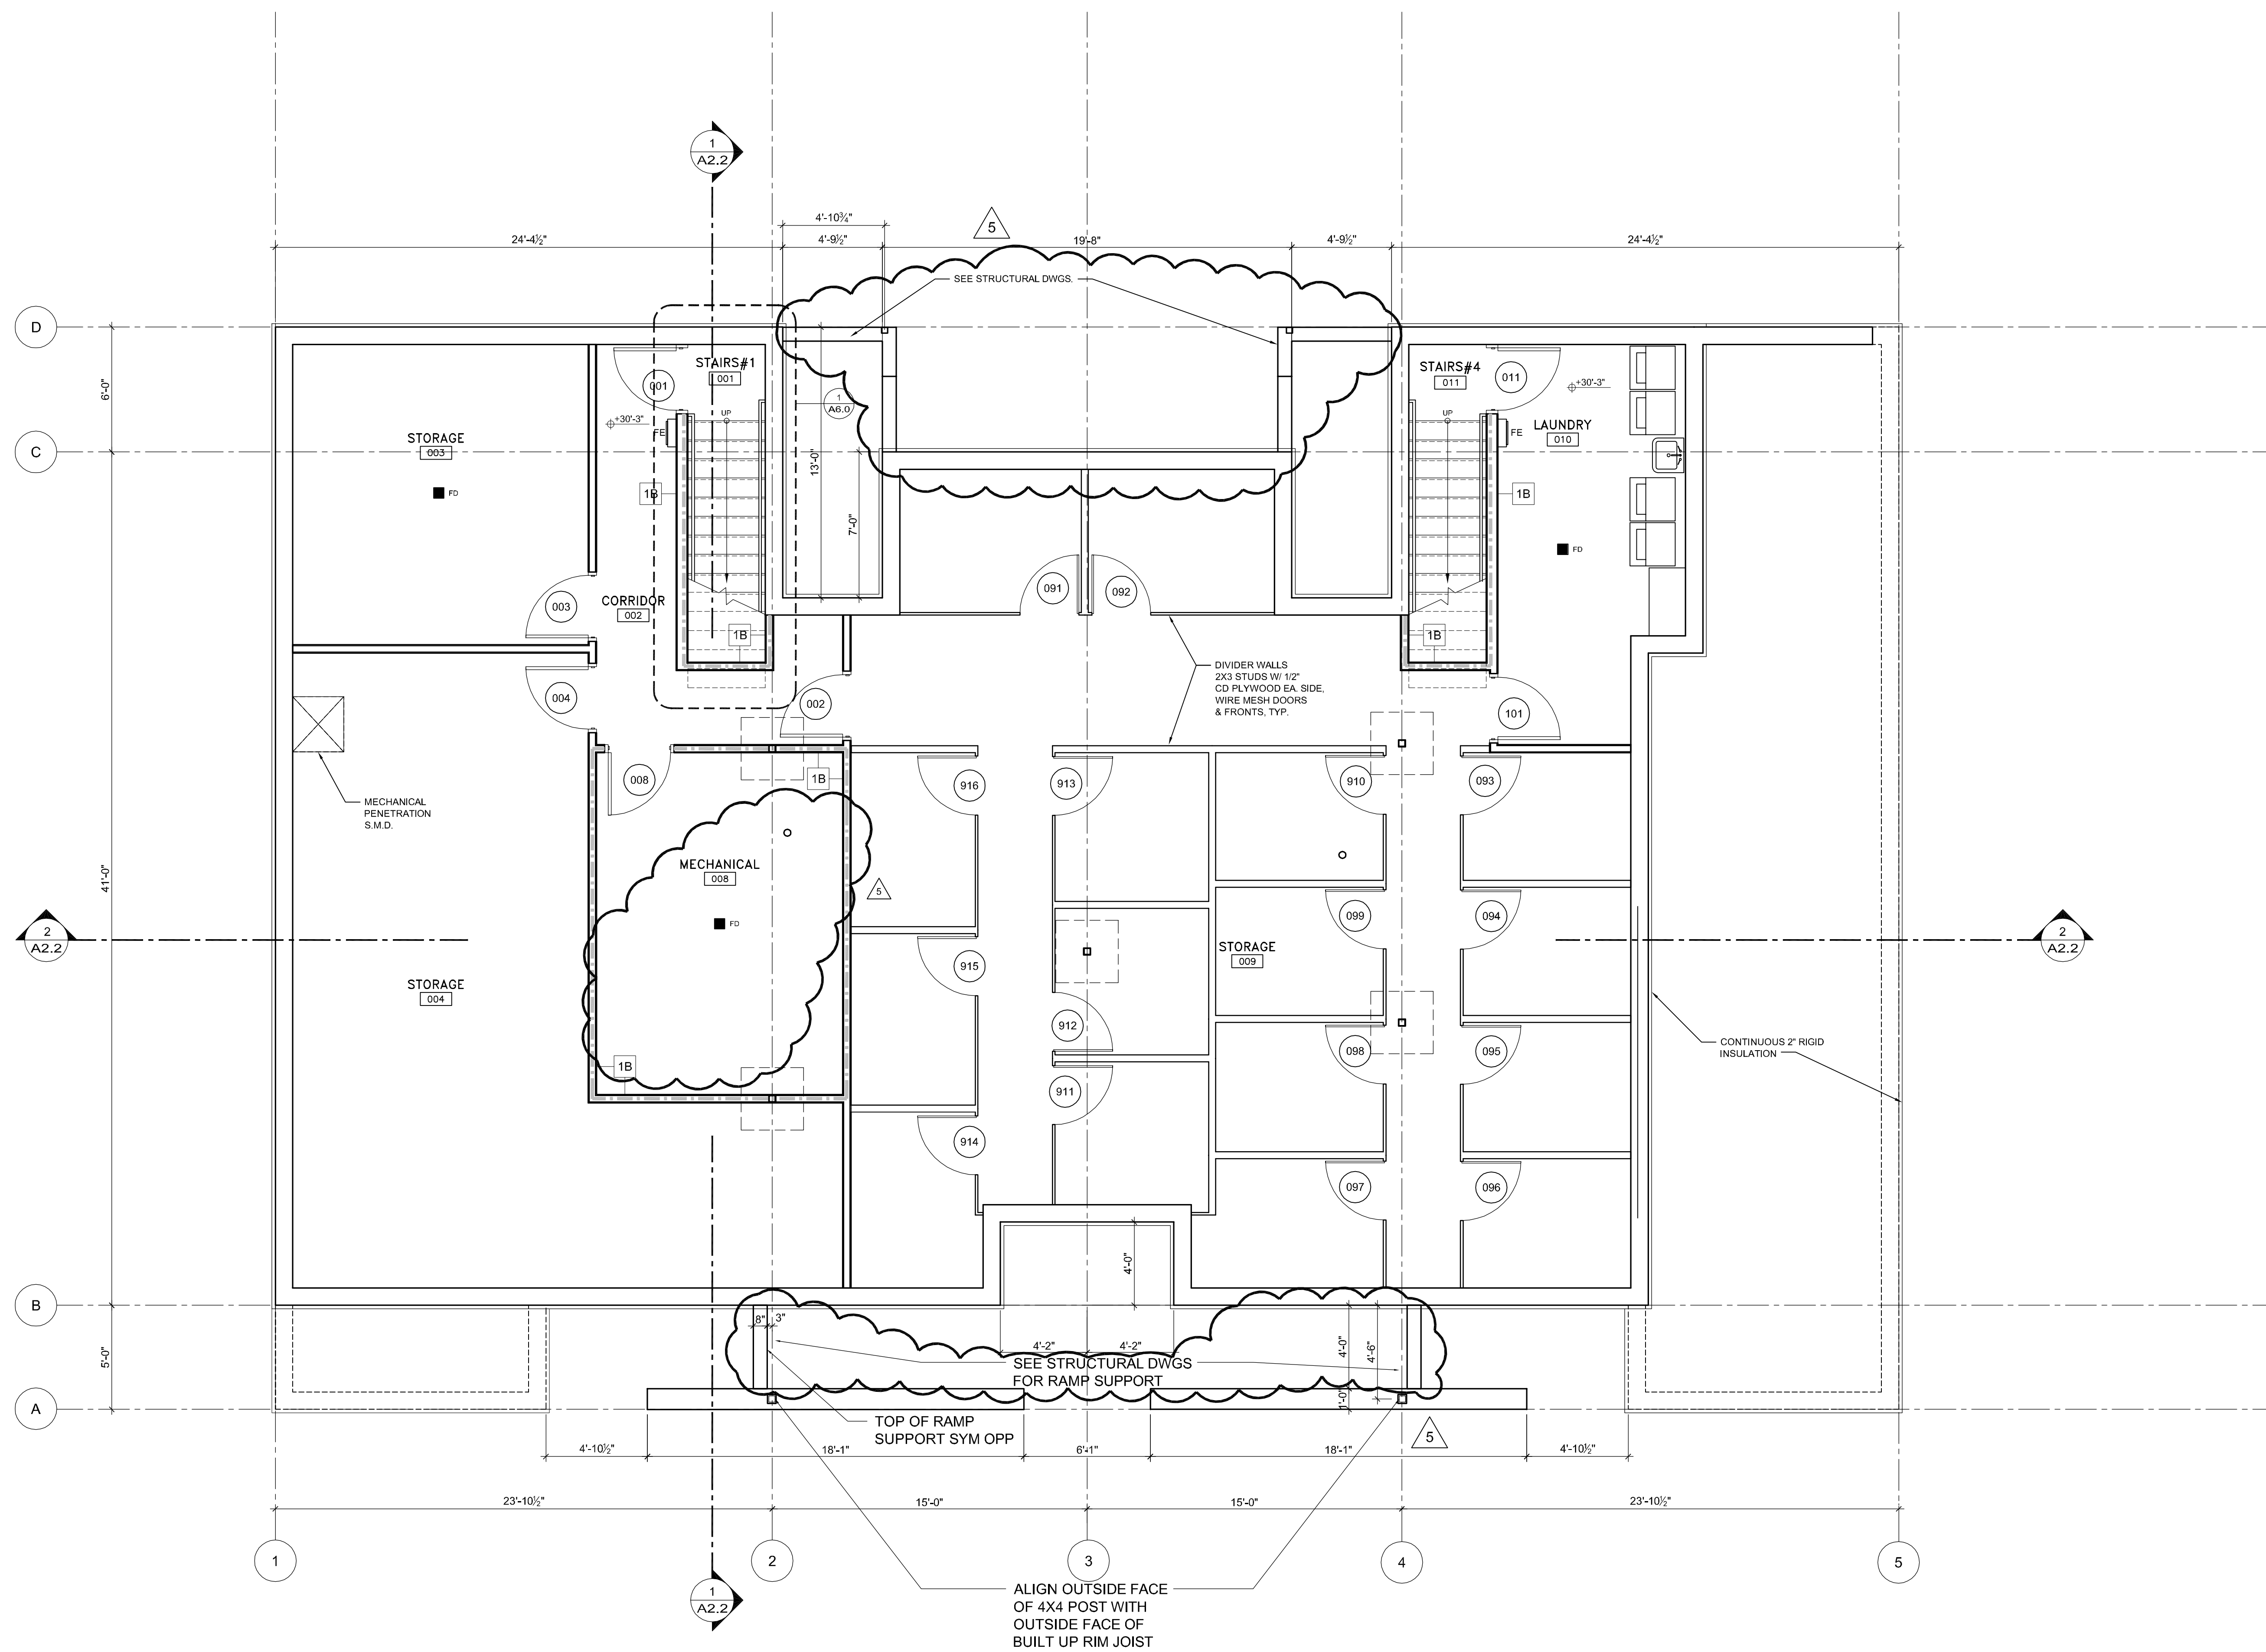 1
A2.2
4'-10¾"
5
24'-4½"
4'-9½"
19'-8"
4'-9½"
24'-4½"
SEE STRUCTURAL DWGS.
D
6'-0"
STAIRS#1
001
001
STAIRS#4
011
011
+30'-3"
1
A6.0
+30'-3"
UP
UP
FE
FE
LAUNDRY
010
STORAGE
003
C
13'-0"
FD
1B
1B
7'-0"
FD
091
092
003
CORRIDOR
002
1B
1B
DIVIDER WALLS
2X3 STUDS W/ 1/2"
CD PLYWOOD EA. SIDE,
WIRE MESH DOORS
& FRONTS, TYP.
004
002
101
008
1B
916
913
910
093
MECHANICAL
PENETRATION
S.M.D.
MECHANICAL
008
5
41'-0"
FD
099
094
2
A2.2
2
A2.2
STORAGE
009
915
STORAGE
004
912
098
095
CONTINUOUS 2" RIGID
INSULATION
1B
911
914
097
096
4'-0"
B
8"
3"
4'-2"
4'-2"
4'-0"
4'-6"
5'-0"
SEE STRUCTURAL DWGS
FOR RAMP SUPPORT
1'-0"
A
TOP OF RAMP
SUPPORT SYM OPP
5
4'-10½"
18'-1"
6'-1"
18'-1"
4'-10½"
23'-10½"
15'-0"
15'-0"
23'-10½"
1
2
3
4
5
1
A2.2
ALIGN OUTSIDE FACE
OF 4X4 POST WITH
OUTSIDE FACE OF
BUILT UP RIM JOIST